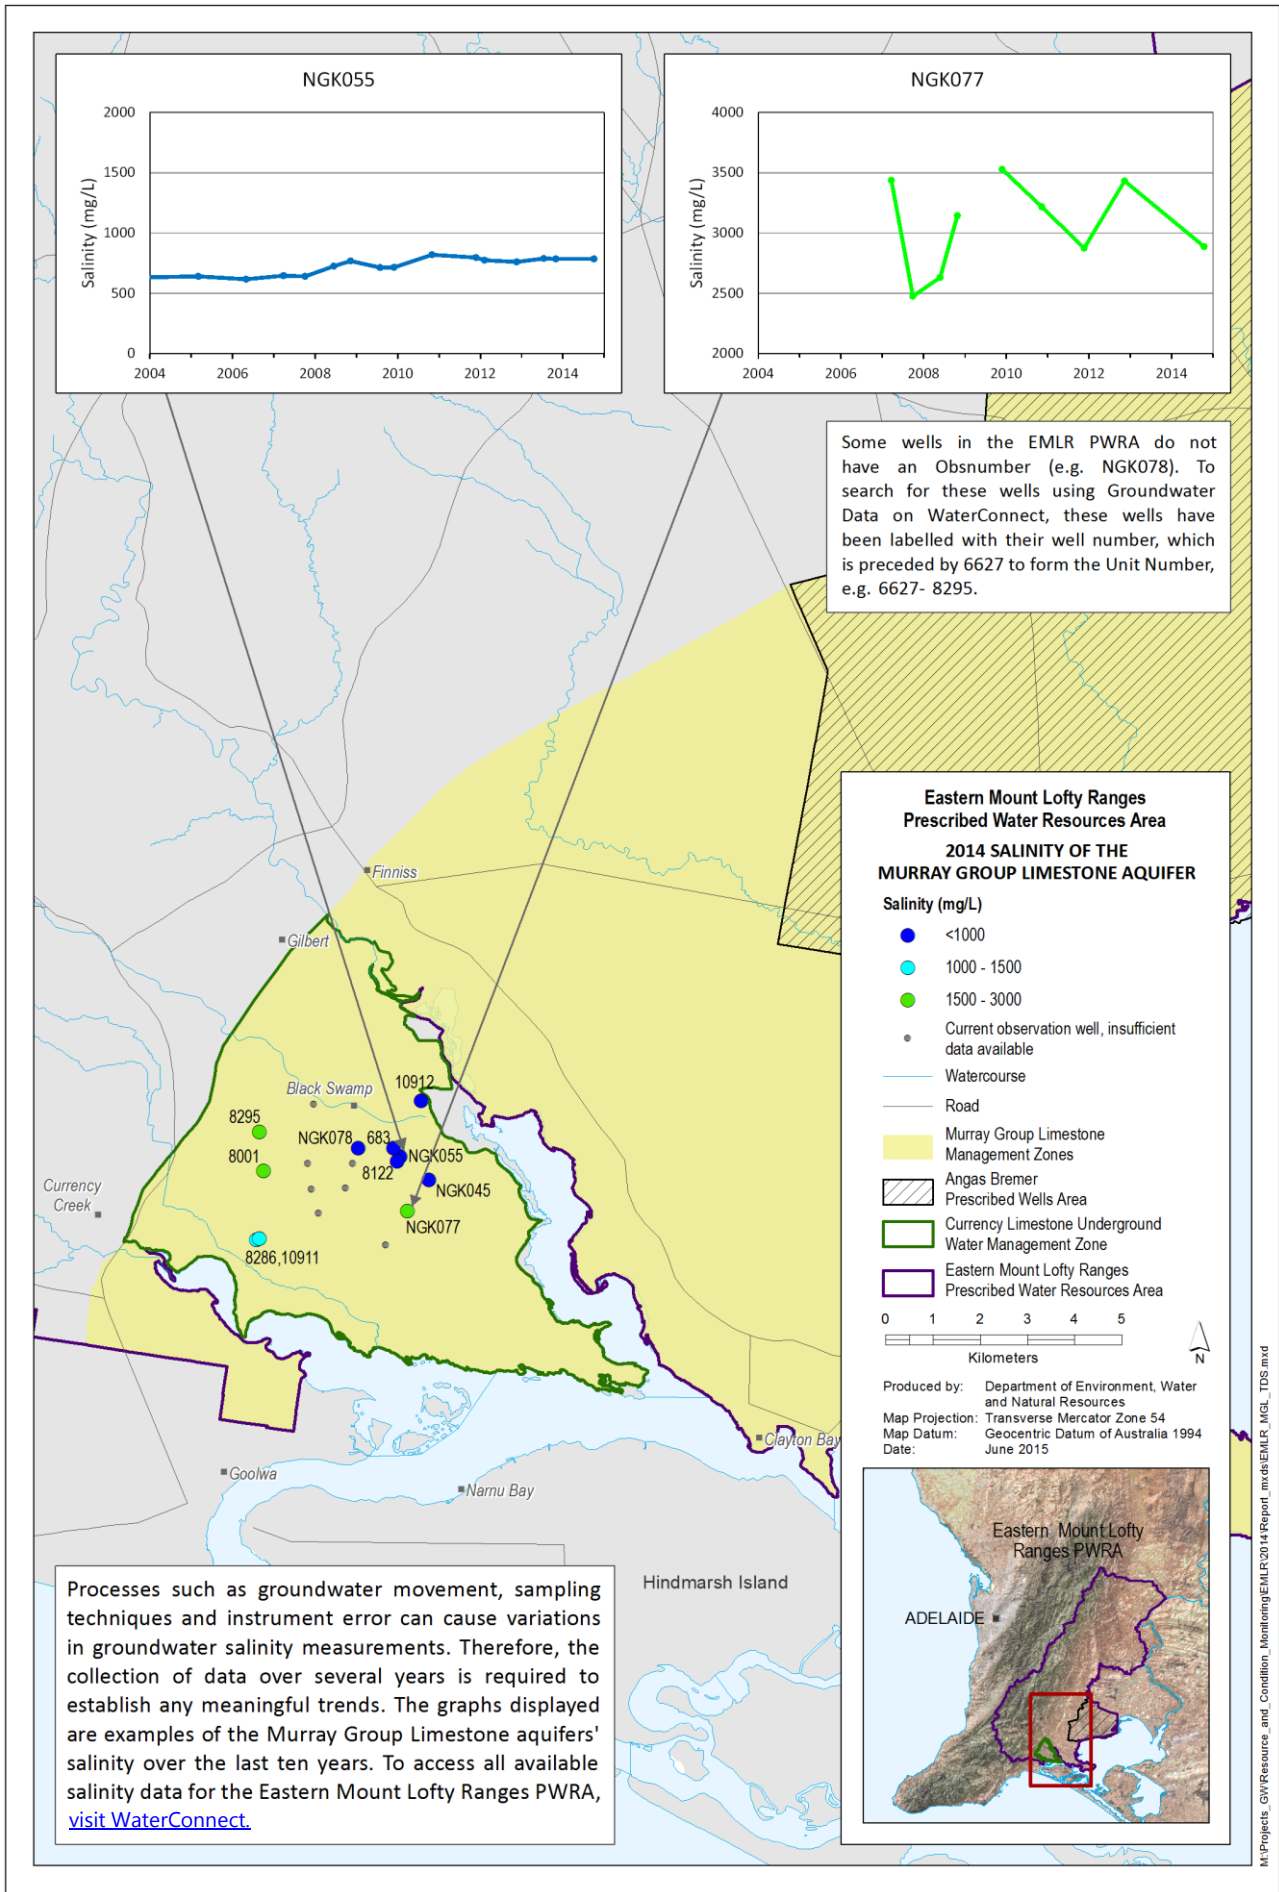 NGK055
2000
1500
1000
500
0
Salinity (mg/L)
2004 2006 2008 2010 2012 2014
NGK077
4000
3500
3000
2500
2000
Salinity (mg/L)
2004 2006 2008 2010 2012 2014
Some wells in the EMLR PWRA do not
have an Obsnumber (e.g. NGK078). To
search for these wells using Groundwater
Data on WaterConnect, these wells have
been labelled with their well number, which
is preceded by 6627 to form the Unit Number,
e.g. 6627- 8295.
Finniss
Gilbert
Black Swamp
10912
8295
NGK078
683
NGK055
8001
8122
NGK045
Currency
Creek
NGK077
8286,10911
Clayton Bay
Goolwa
Narnu Bay
Hindmarsh Island
Eastern Mount Lofty Ranges
Prescribed Water Resources Area
2014 SALINITY OF THE
MURRAY GROUP LIMESTONE AQUIFER
Salinity (mg/L)
<1000
1000 - 1500
1500 - 3000
Current observation well, insufficient
data available
Watercourse
Road
Murray Group Limestone
Management Zones
Angas Bremer
Prescribed Wells Area
Currency Limestone Underground
Water Management Zone
Eastern Mount Lofty Ranges
Prescribed Water Resources Area
0 1 2 3 4 5
Kilometers
N
Produced by: Department of Environment, Water
and Natural Resources
Map Projection: Transverse Mercator Zone 54
Map Datum: Geocentric Datum of Australia 1994
Date: June 2015
Eastern Mount Lofty
Ranges PWRA
ADELAIDE
Processes such as groundwater movement, sampling
techniques and instrument error can cause variations
in groundwater salinity measurements. Therefore, the
collection of data over several years is required to
establish any meaningful trends. The graphs displayed
are examples of the Murray Group Limestone aquifers'
salinity over the last ten years. To access all available
salinity data for the Eastern Mount Lofty Ranges PWRA,
visit WaterConnect.
M:\Projects_GW\Resource_and_Condition_Monitoring\EMLR\2014\Report_mxds\EMLR_MGL_TDS.mxd